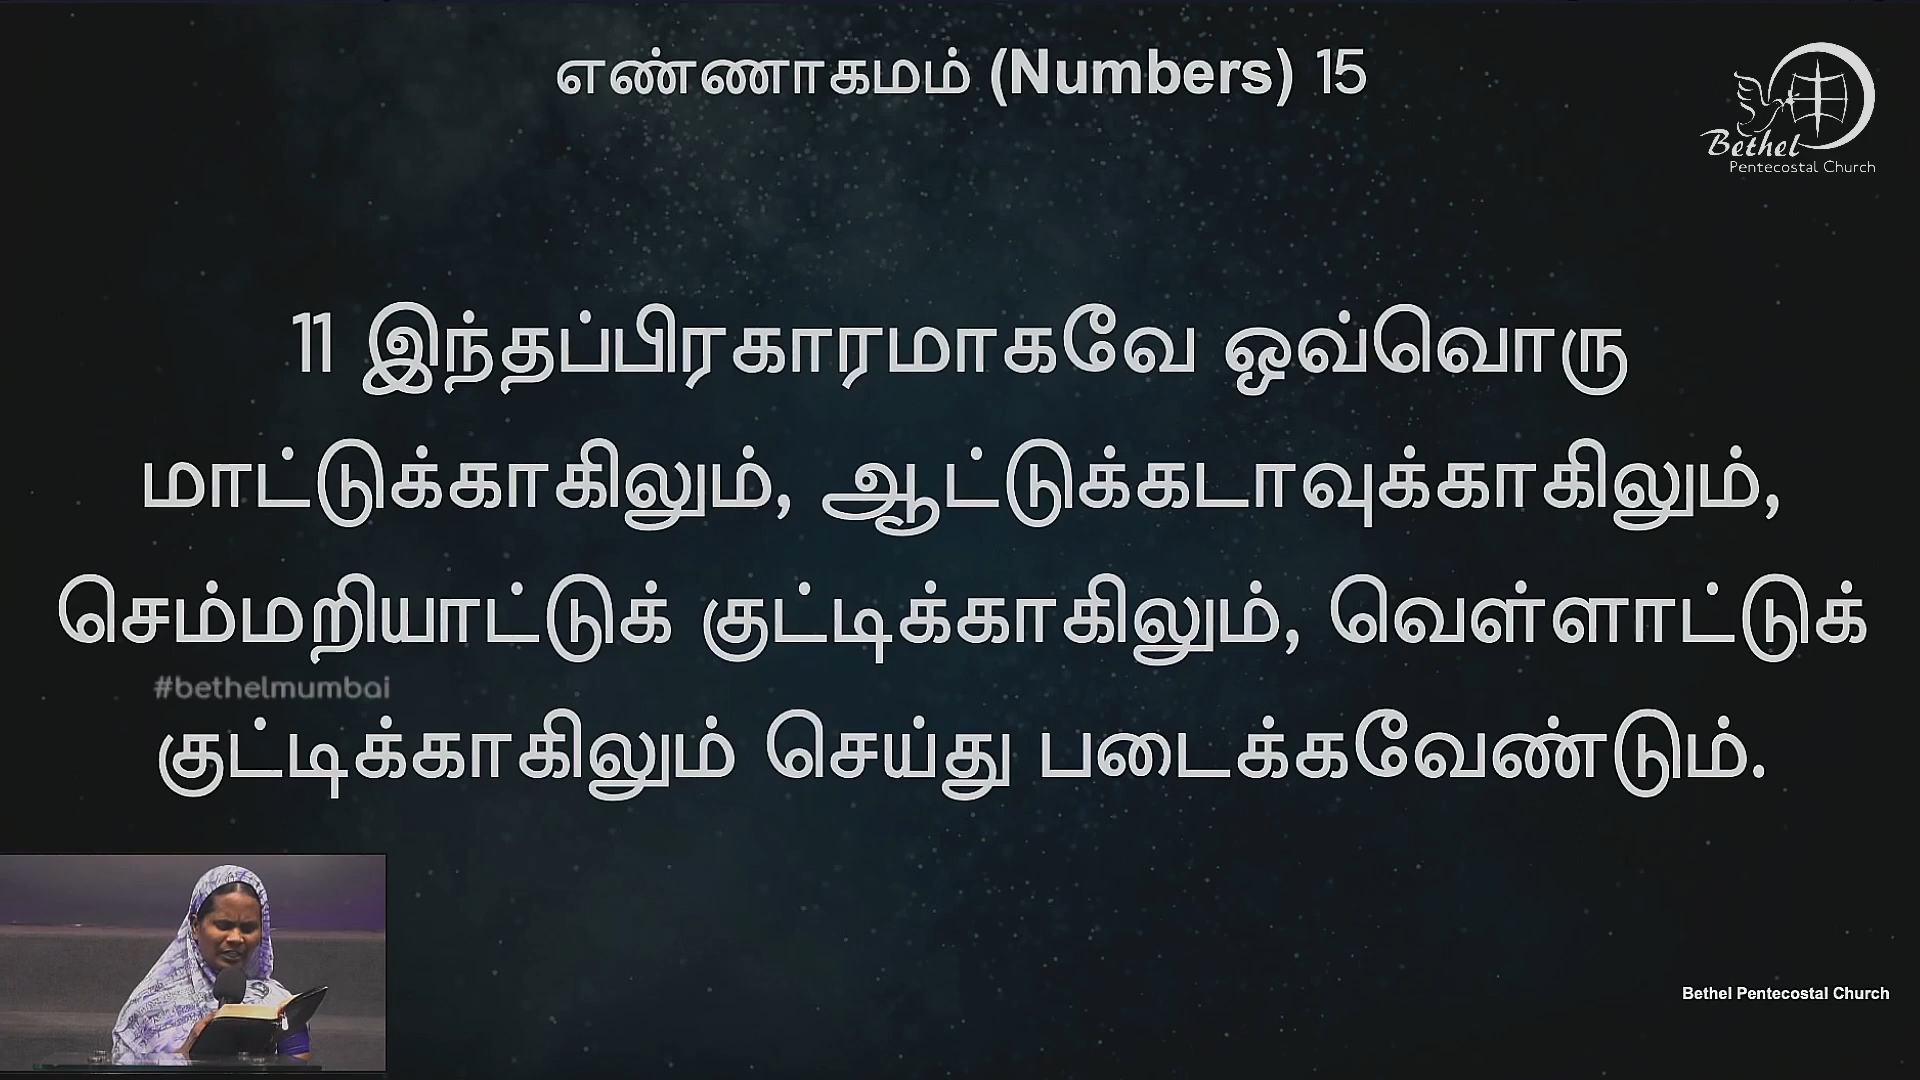 எண்ணாகமம் (Numbers) 15
Bethel
Pentecostal Church
11 இந்தப்பிரகாரமாகவே ஒவ்வொரு
மாட்டுக்காகிலும், ஆட்டுக்கடாவுக்காகிலும்,
செம்மறியாட்டுக் குட்டிக்காகிலும், வெள்ளாட்டுக்
#bethelmumbai
குட்டிக்காகிலும் செய்து படைக்கவேண்டும்.
Bethel Pentecostal Church